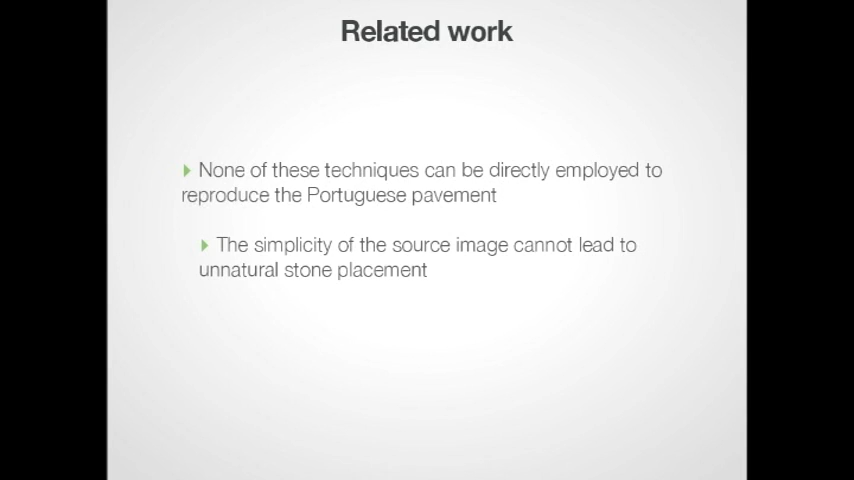 Related work
None of these techniques can be directly employed to
reproduce the Portuguese pavement
The simplicity of the source image cannot lead to
unnatural stone placement